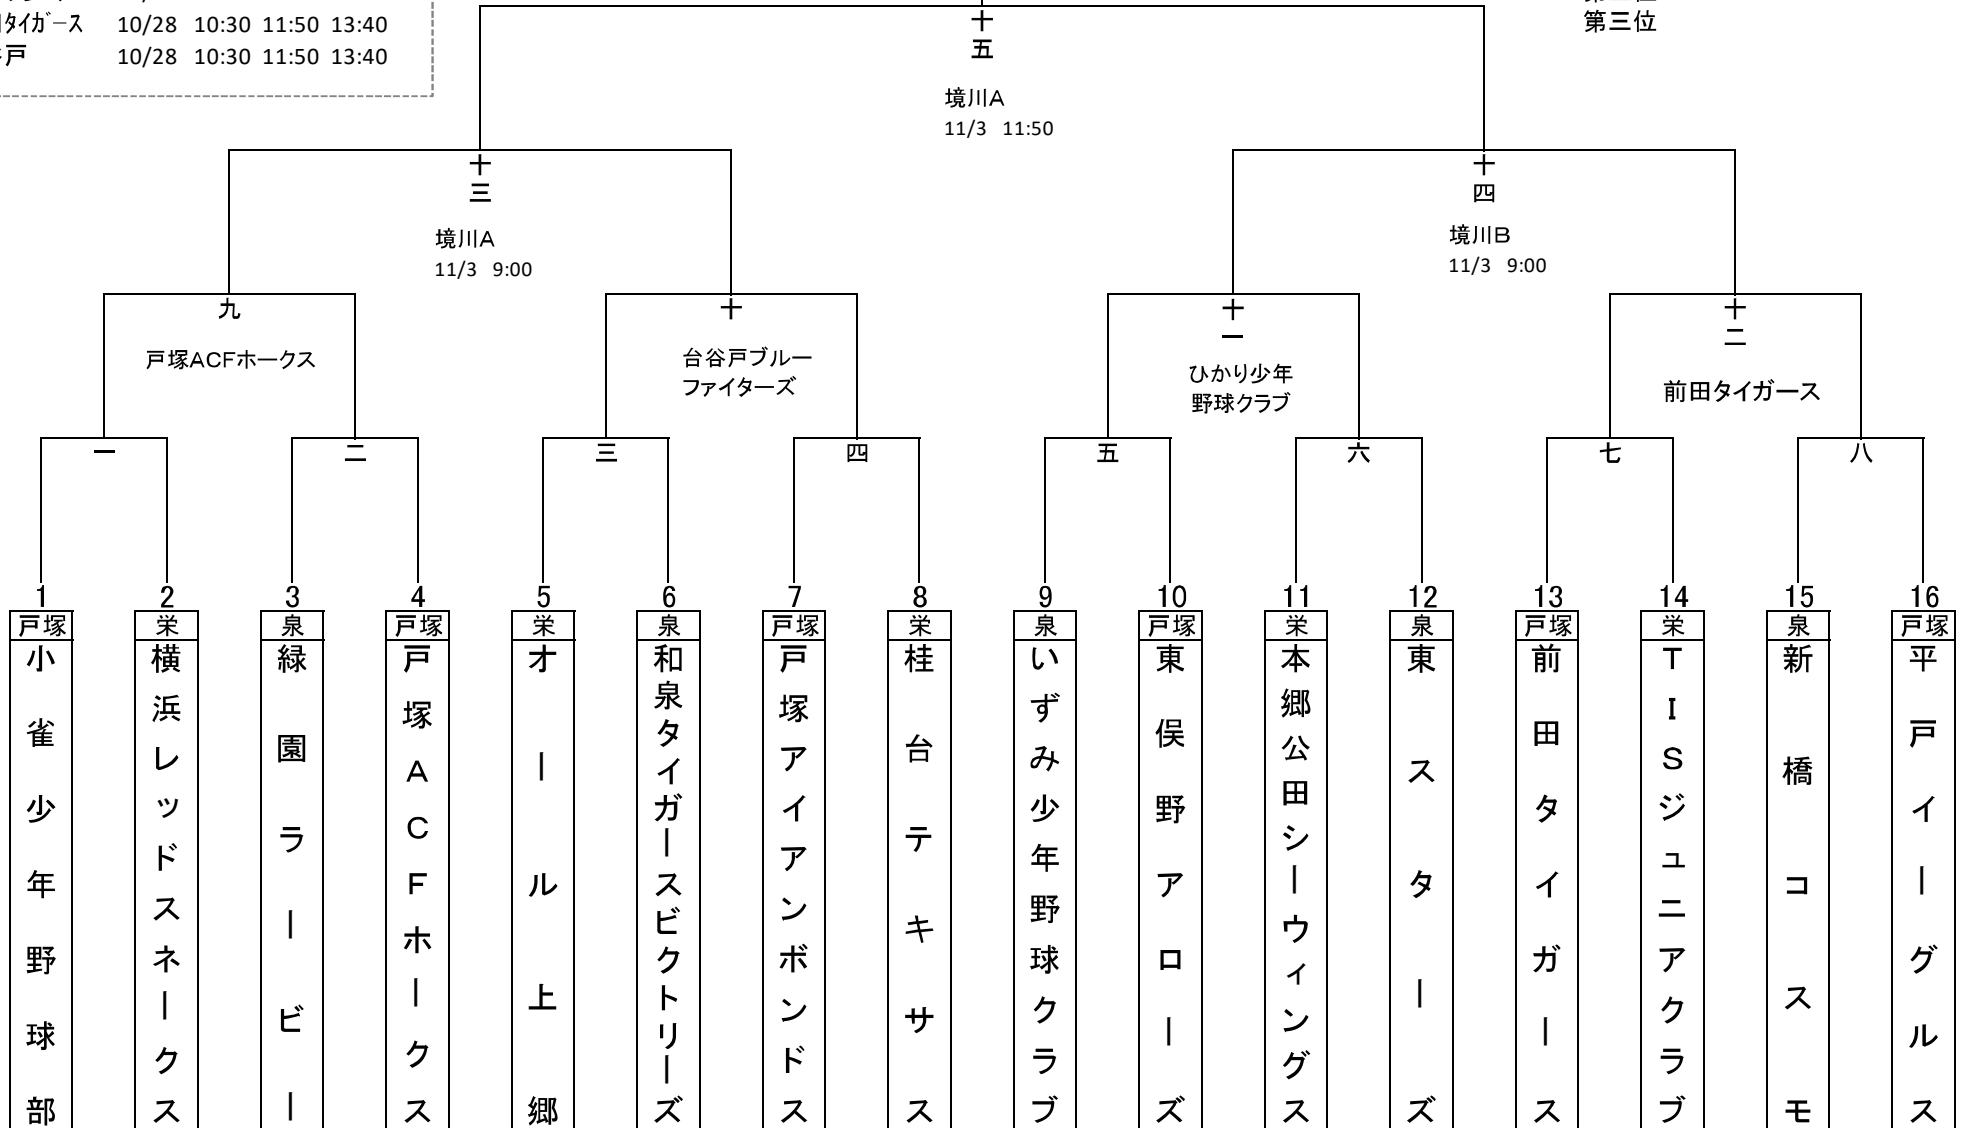 ﾀｲｶﾞｰｽ 10/28 10:30 11:50 13:40
戸 10/28 10:30 11:50 13:40
第三位
十五
境川A
11/3 11:50
十三
境川A
11/3 9:00
十四
境川B
11/3 9:00
九
戸塚ACFホークス
十
台谷戸ブルー
ファイターズ
十一
ひかり少年
野球クラブ
十二
前田タイガース
一
二
三
四
五
六
七
八
1 戸塚 小雀少年野球部
2 栄 横浜レッドスネークス
3 泉 緑園ラービー
4 戸塚 戸塚ACFホークス
5 栄 オール上郷
6 泉 和泉タイガースビクトリーズ
7 戸塚 戸塚アイアンボンドス
8 栄 桂台テキサス
9 泉 いずみ少年野球クラブ
10 戸塚 東俣野アローズ
11 栄 本郷公田シーウィングス
12 泉 東スターズ
13 戸塚 前田タイガース
14 栄 TISジュニアクラブ
15 泉 新橋コスモ
16 戸塚 平戸イーグルス